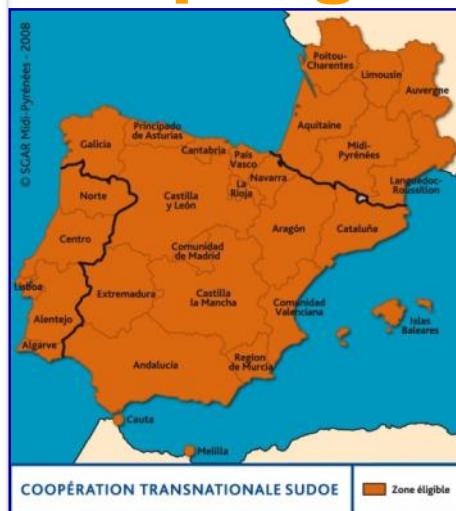 © SGAR Midi-Pyrénées - 2008
Poitou-
Charentes
Limousin
Auvergne
Aquitaine
Midi-
Pyrénées
Languedoc-
Roussillon
Galicia
Principado
de Asturias
Cantabria
País
Vasco
Navarra
La
Rioja
Norte
Castilla
y León
Aragón
Cataluña
Centro
Comunidad
de Madrid
Lisboa
Extremadura
Castilla
la Mancha
Comunidad
Valenciana
Islas
Baleares
Alentejo
Algarve
Andalucía
Region
de Murcia
Cauta
Melilla
COOPÉRATION TRANSNATIONALE SUDOE
Zone éligible